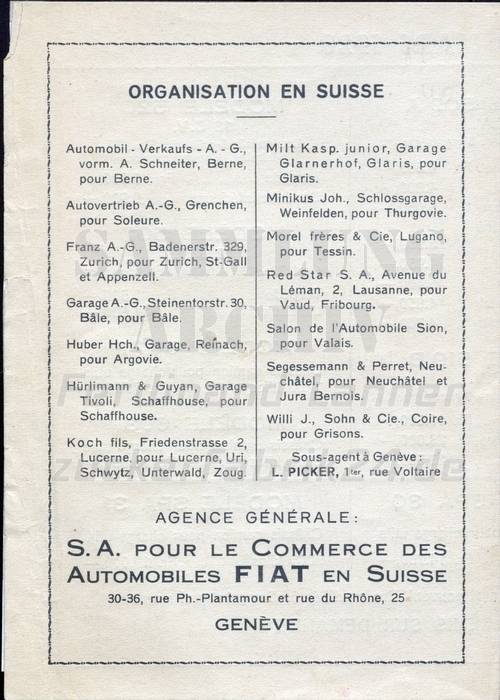 ORGANISATION EN SUISSE
Automobil - Verkaufs - A. - G.,
vorm. A. Schneiter, Berne,
pour Berne.
Autovertrieb A.-G., Grenchen,
pour Soleure.
Franz A.-G., Badenerstr. 329,
Zurich, pour Zurich, St-Gall
et Appenzell.
Garage A.-G., Steinentorstr. 30,
Bâle, pour Bâle.
Huber Hch., Garage, Reinach,
pour Argovie.
Hürlimann & Guyan, Garage
Tivoli, Schaffhouse, pour
Schaffhouse.
Koch fils, Friedenstrasse 2,
Lucerne, pour Lucerne, Uri,
Schwytz, Unterwald, Zoug.
Milt Kasp. junior, Garage
Glarnerhof, Glaris, pour
Glaris.
Minikus Joh., Schlossgarage,
Weinfelden, pour Thurgovie.
Morel frères & Cie, Lugano,
pour Tessin.
Red Star S. A., Avenue du
Léman, 2, Lausanne, pour
Vaud, Fribourg.
Salon de l'Automobile Sion,
pour Valais.
Segessemann & Perret, Neu-
châtel, pour Neuchâtel et
Jura Bernois.
Willi J., Sohn & Cie., Coire,
pour Grisons.
Sous-agent à Genève:
L. PICKER, 1ter, rue Voltaire
AGENCE GÉNÉRALE:
S.A. POUR LE COMMERCE DES
AUTOMOBILES FIAT EN SUISSE
30-36, rue Ph.-Plantamour et rue du Rhône, 25
GENÈVE
SAMMLUNG
ARCHIV